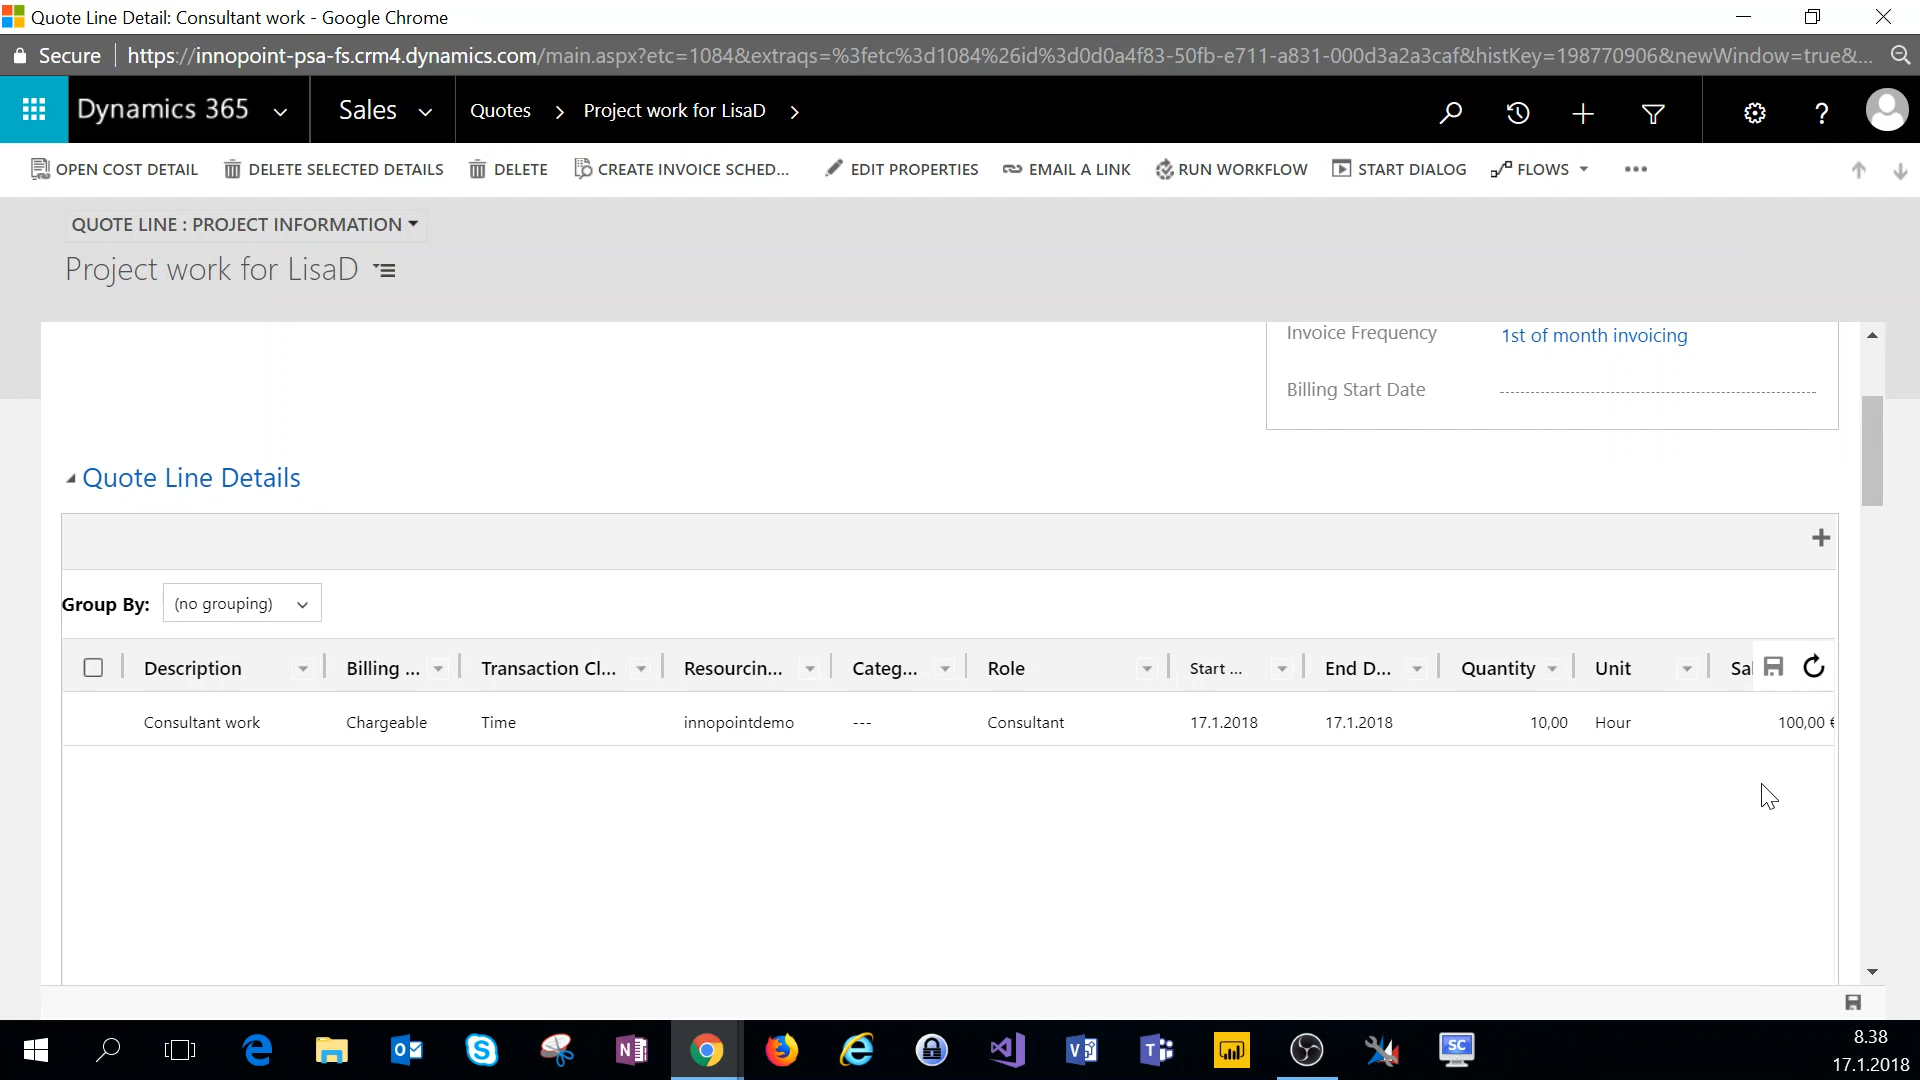 Quote Line Detail: Consultant work - Google Chrome
Secure https://innopoint-psa-fs.crm4.dynamics.com/main.aspx?etc=1084&extraqs=%3fetc%3d1084%26id%3d0d0a4f83-50fb-e711-a831-000d3a2a3caf&histKey=198770906&newWindow=true&...
Dynamics 365 Sales Quotes > Project work for LisaD >
OPEN COST DETAIL DELETE SELECTED DETAILS DELETE CREATE INVOICE SCHED... EDIT PROPERTIES EMAIL A LINK RUN WORKFLOW START DIALOG FLOWS
QUOTE LINE : PROJECT INFORMATION
Project work for LisaD
Invoice Frequency 1st of month invoicing
Billing Start Date
Quote Line Details
Group By: (no grouping)
Description Billing ... Transaction Cl... Resourcin... Categ... Role Start ... End D... Quantity Unit Sal
Consultant work Chargeable Time innopointdemo --- Consultant 17.1.2018 17.1.2018 10,00 Hour 100,00 €
8.38
17.1.2018